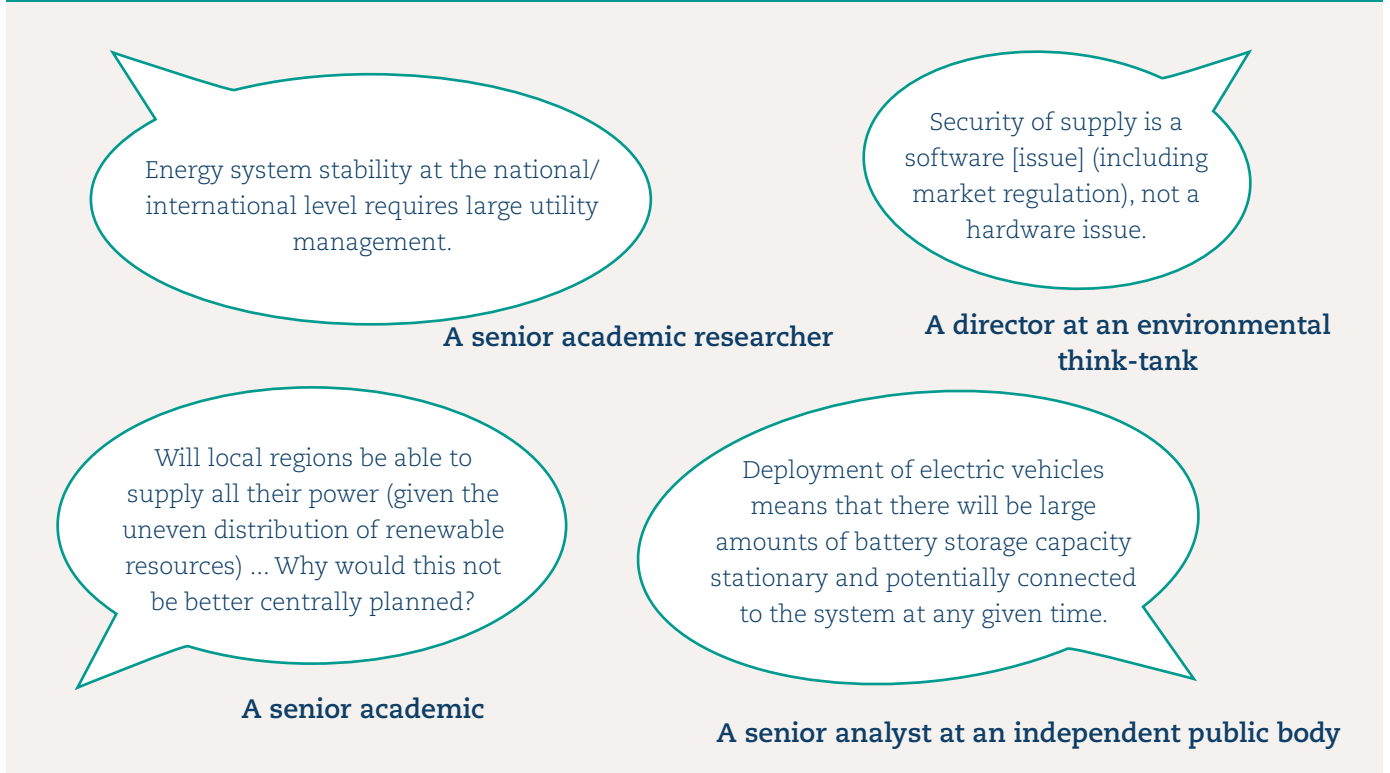 Energy system stability at the national/
international level requires large utility
management.
A senior academic researcher
Security of supply is a
software [issue] (including
market regulation), not a
hardware issue.
A director at an environmental
think-tank
Will local regions be able to
supply all their power (given the
uneven distribution of renewable
resources) ... Why would this not
be better centrally planned?
A senior academic
Deployment of electric vehicles
means that there will be large
amounts of battery storage capacity
stationary and potentially connected
to the system at any given time.
A senior analyst at an independent public body